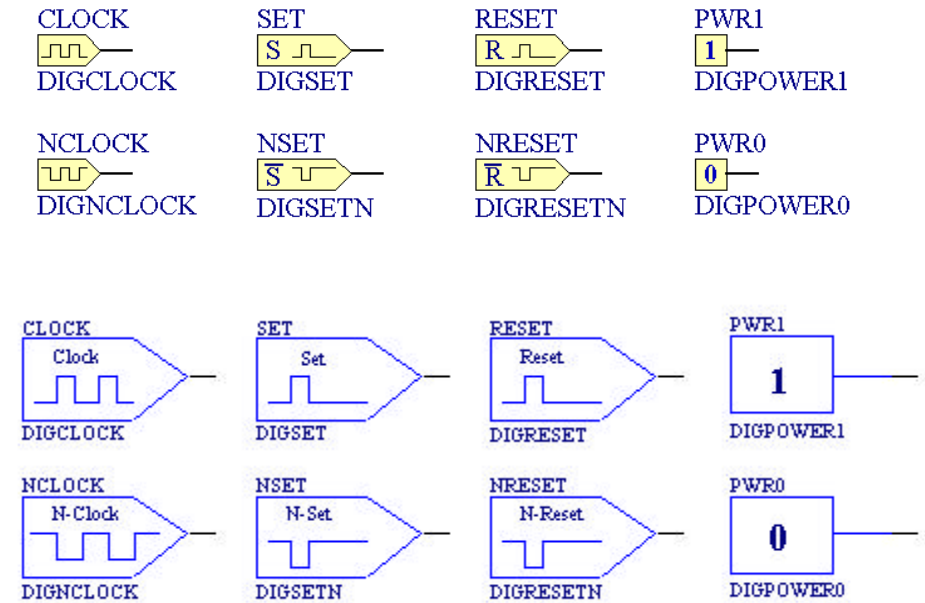 CLOCK SET RESET PWR1
S R 1
DIGCLOCK DIGSET DIGRESET DIGPOWER1
NCLOCK NSET NRESET PWR0
S̅ R̅ 0
DIGNCLOCK DIGSETN DIGRESETN DIGPOWER0
CLOCK SET RESET PWR1
Clock Set Reset 1
DIGCLOCK DIGSET DIGRESET DIGPOWER1
NCLOCK NSET NRESET PWR0
N-Clock N-Set N-Reset 0
DIGNCLOCK DIGSETN DIGRESETN DIGPOWER0